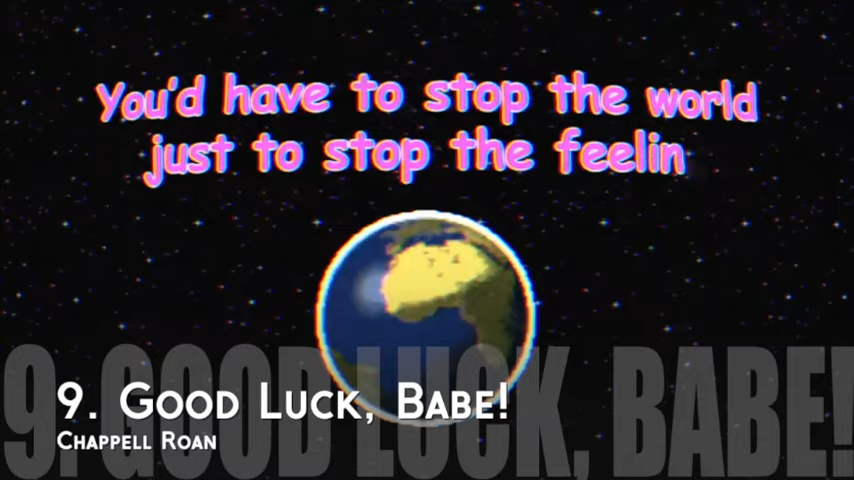 You'd have to stop the world
just to stop the feelin
9. GOOD LUCK, BABE!
9. Good Luck, Babe!
Chappell Roan